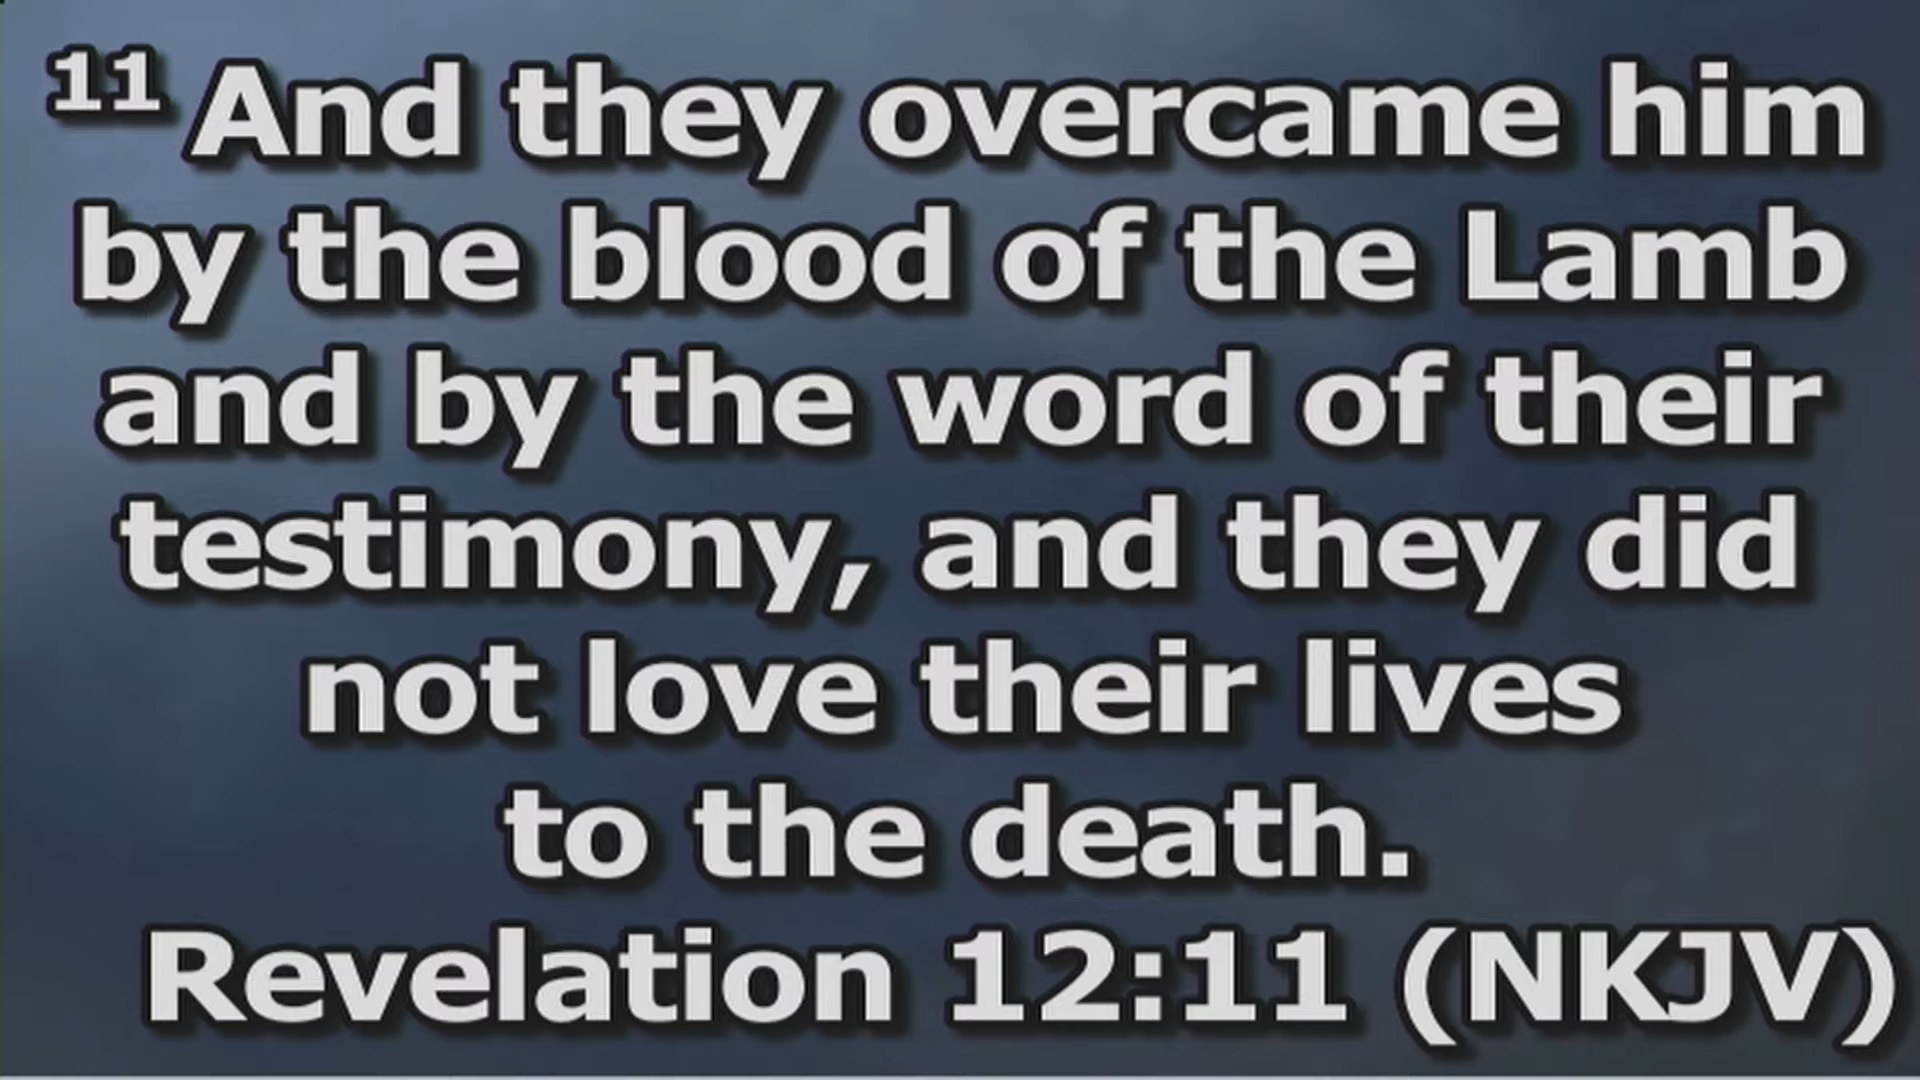 11 And they overcame him
by the blood of the Lamb
and by the word of their
testimony, and they did
not love their lives
to the death.
Revelation 12:11 (NKJV)